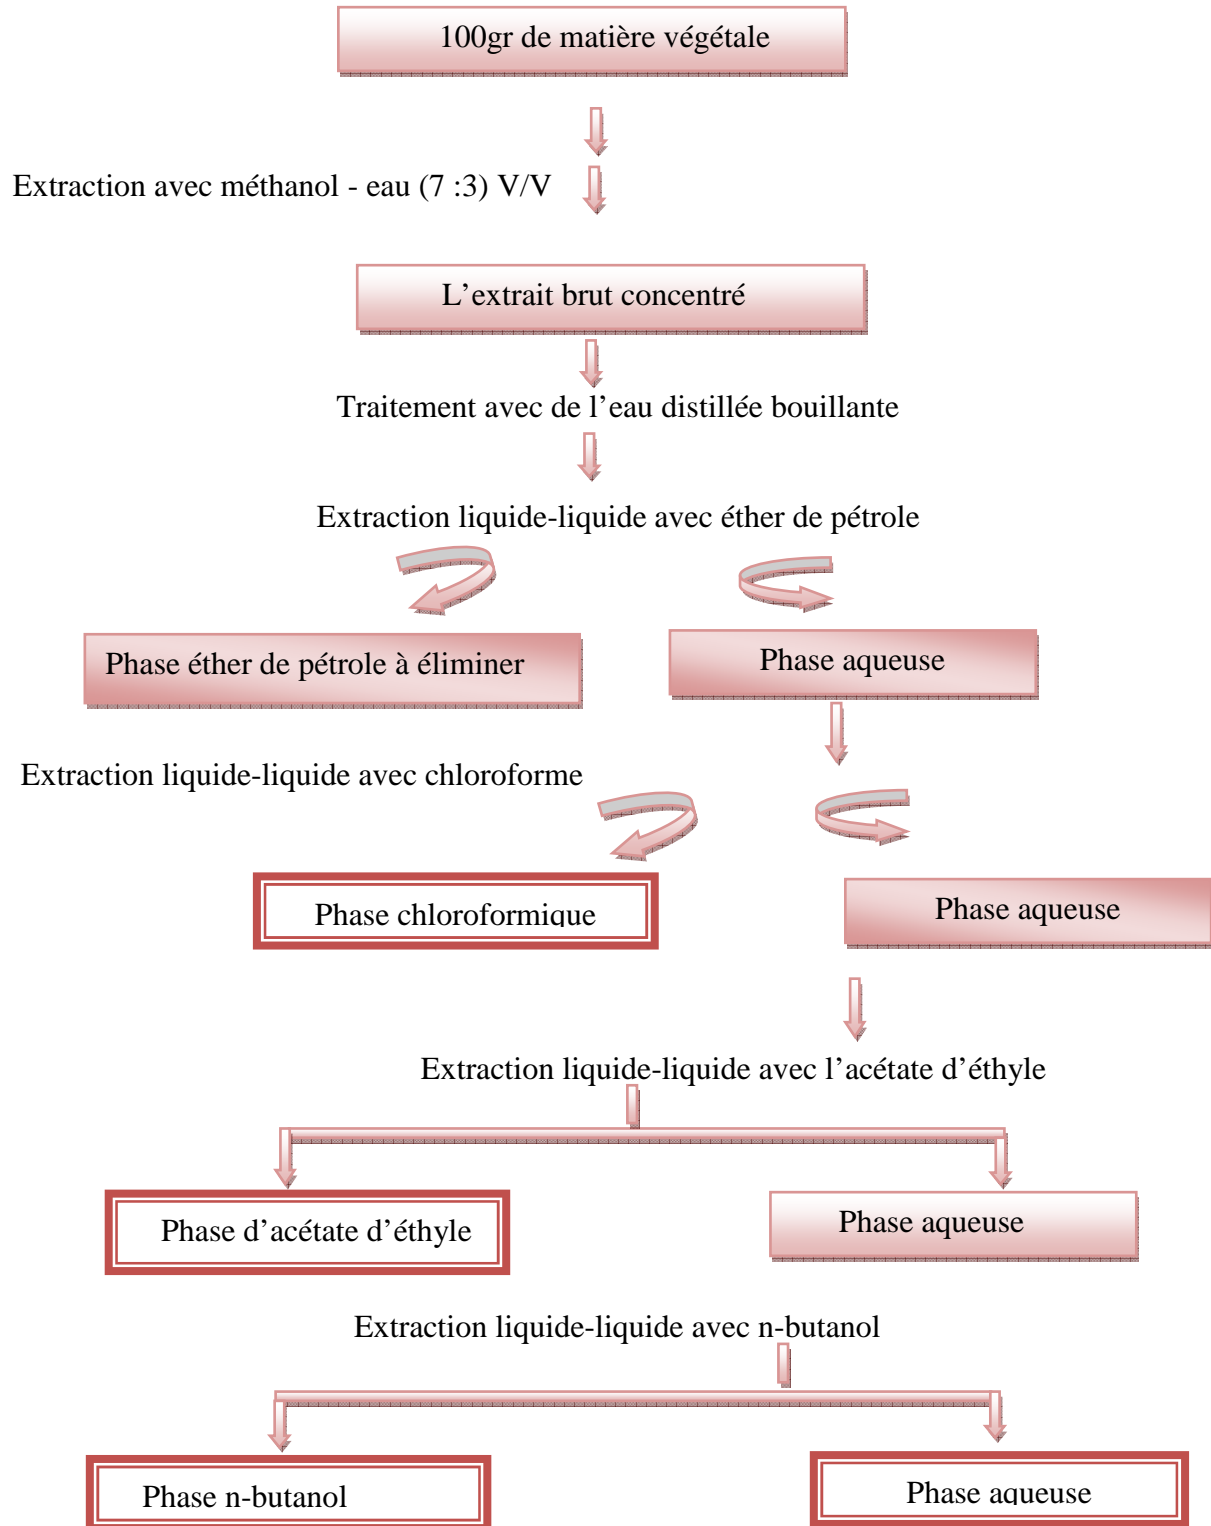 100gr de matière végétale
Extraction avec méthanol - eau (7 :3) V/V
L’extrait brut concentré
Traitement avec de l’eau distillée bouillante
Extraction liquide-liquide avec éther de pétrole
Phase éther de pétrole à éliminer
Phase aqueuse
Extraction liquide-liquide avec chloroforme
Phase chloroformique
Phase aqueuse
Extraction liquide-liquide avec l’acétate d’éthyle
Phase d’acétate d’éthyle
Phase aqueuse
Extraction liquide-liquide avec n-butanol
Phase n-butanol
Phase aqueuse